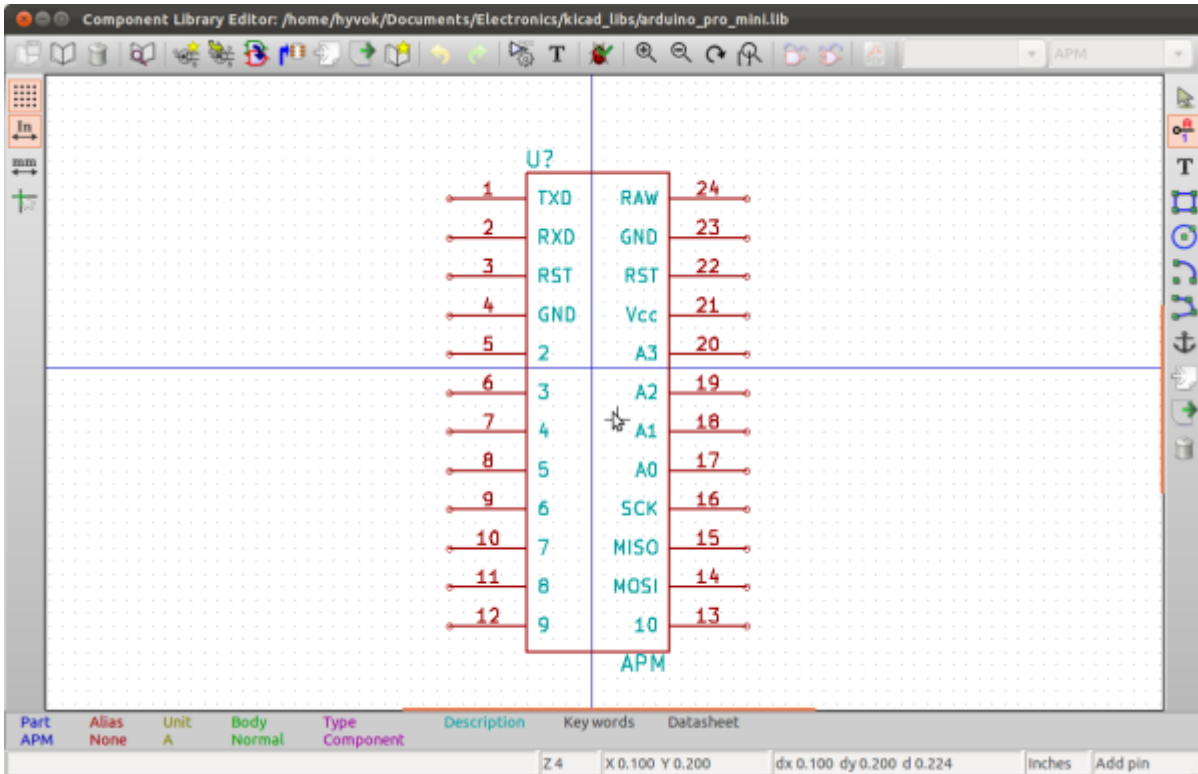 Component Library Editor: /home/hyvok/Documents/Electronics/kicad_libs/arduino_pro_mini.lib
T
APM
In
mm
A
1
T
U?
1 TXD RAW 24
2 RXD GND 23
3 RST RST 22
4 GND Vcc 21
5 2 A3 20
6 3 A2 19
7 4 A1 18
8 5 A0 17
9 6 SCK 16
10 7 MISO 15
11 8 MOSI 14
12 9 10 13
APM
Part Alias Unit Body Type Description Key words Datasheet
APM None A Normal Component
Z 4 X 0.100 Y 0.200 dx 0.100 dy 0.200 d 0.224 Inches Add pin